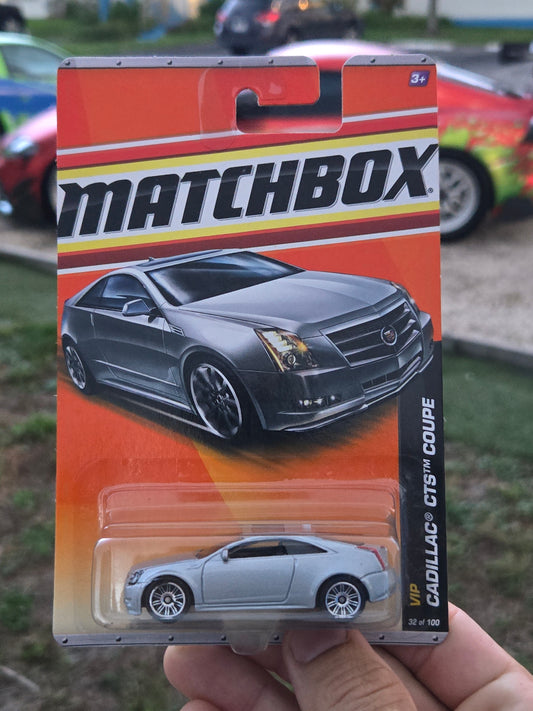 3+
MATCHBOX®
VIP
CADILLAC® CTS™ COUPE
32 of 100